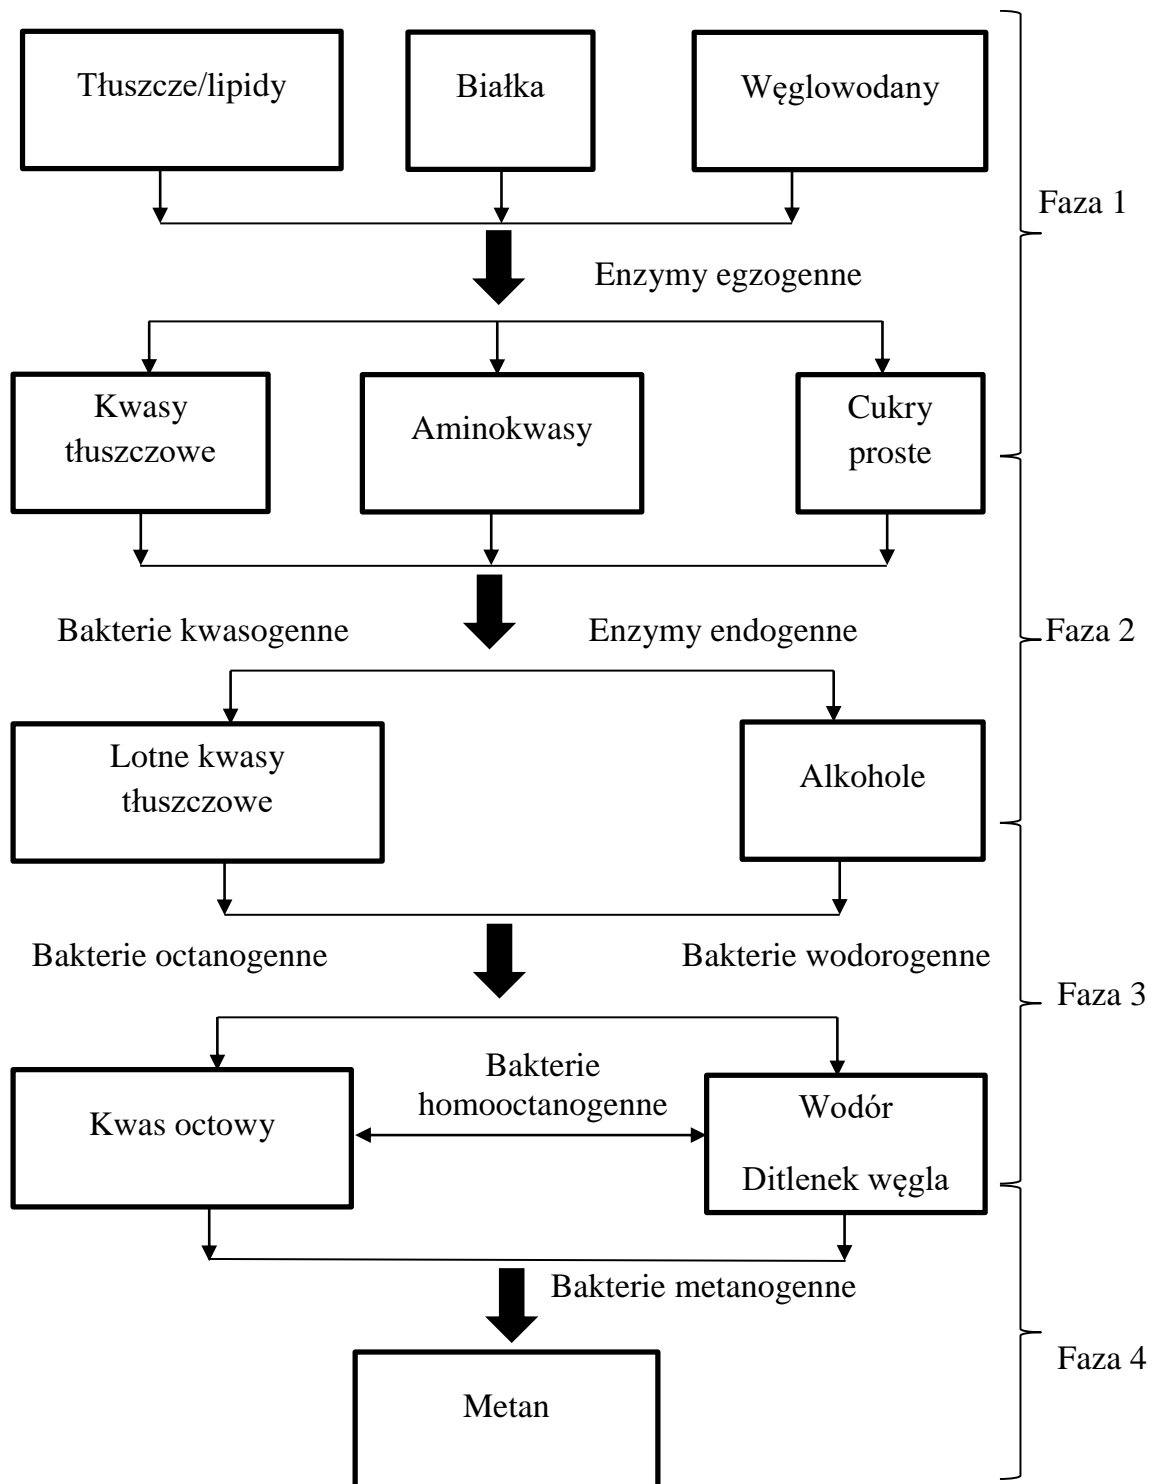 Tłuszcze/lipidy
Białka
Węglowodany
Faza 1
Enzymy egzogenne
Kwasy
tłuszczowe
Aminokwasy
Cukry
proste
Bakterie kwasogenne
Enzymy endogenne
Faza 2
Lotne kwasy
tłuszczowe
Alkohole
Bakterie octanogenne
Bakterie wodorogenne
Faza 3
Kwas octowy
Bakterie
homooctanogenne
Wodór
Ditlenek węgla
Bakterie metanogenne
Faza 4
Metan